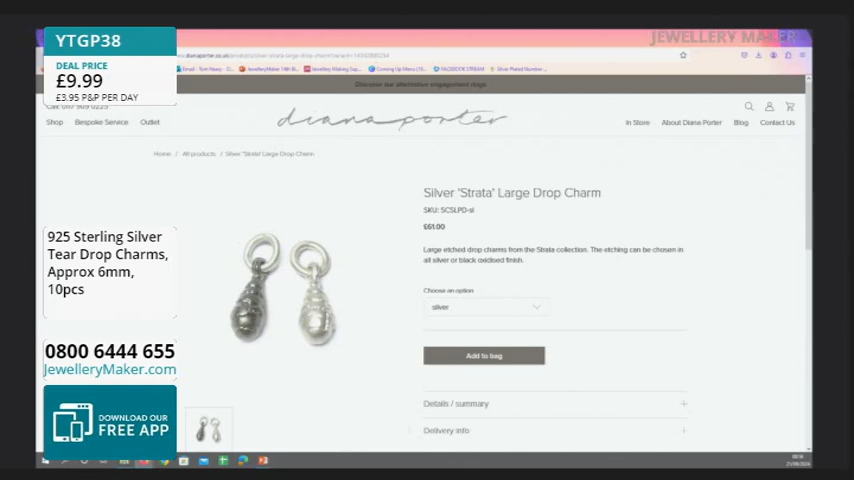 YTGP38
JEWELLERY MAKER
DEAL PRICE
£9.99
£3.95 P&P PER DAY
Discover our alternative engagement rings
Shop
Bespoke Service
Outlet
dianaporter
In Store
About Diana Porter
Blog
Contact Us
Home / All products / Silver 'Strata' Large Drop Charm
Silver 'Strata' Large Drop Charm
SKU: SCSLPD-sl
£61.00
Large etched drop charms from the Strata collection. The etching can be chosen in
all silver or black oxidised finish.
Choose an option
silver
Add to bag
Details / summary
Delivery info
925 Sterling Silver
Tear Drop Charms,
Approx 6mm,
10pcs
0800 6444 655
JewelleryMaker.com
DOWNLOAD OUR
FREE APP